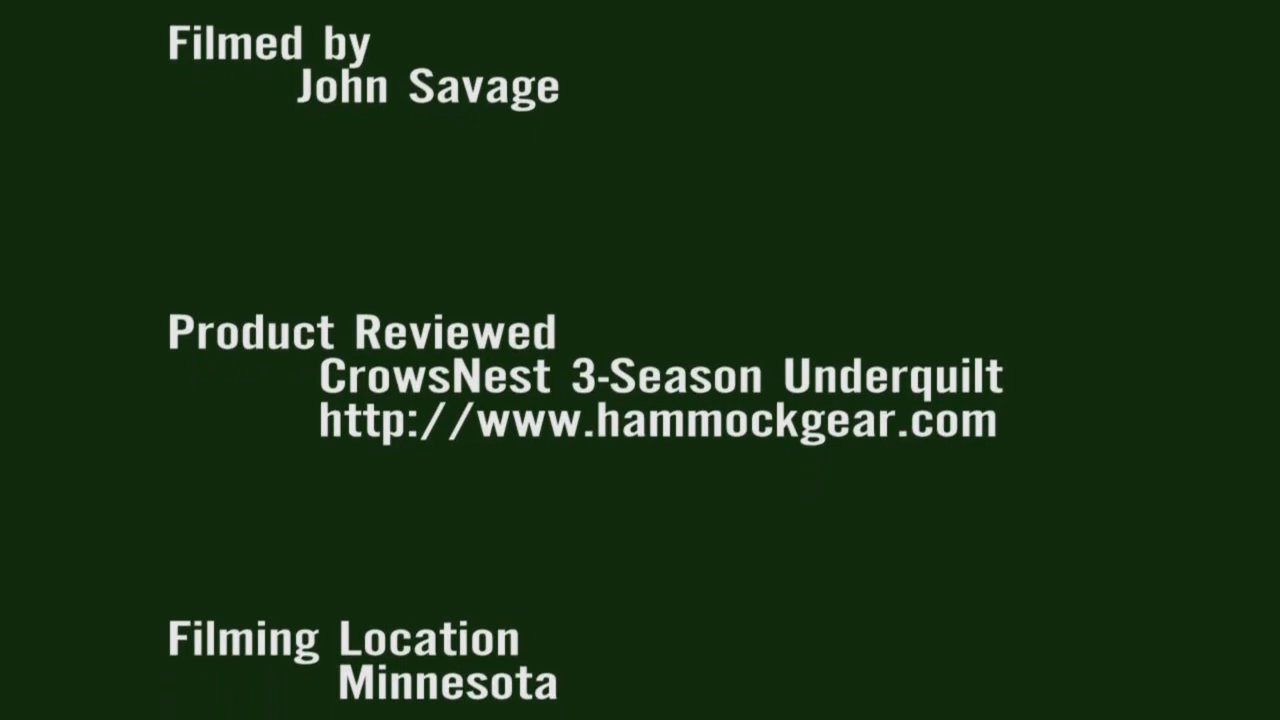 Filmed by
John Savage
Product Reviewed
CrowsNest 3-Season Underquilt
http://www.hammockgear.com
Filming Location
Minnesota